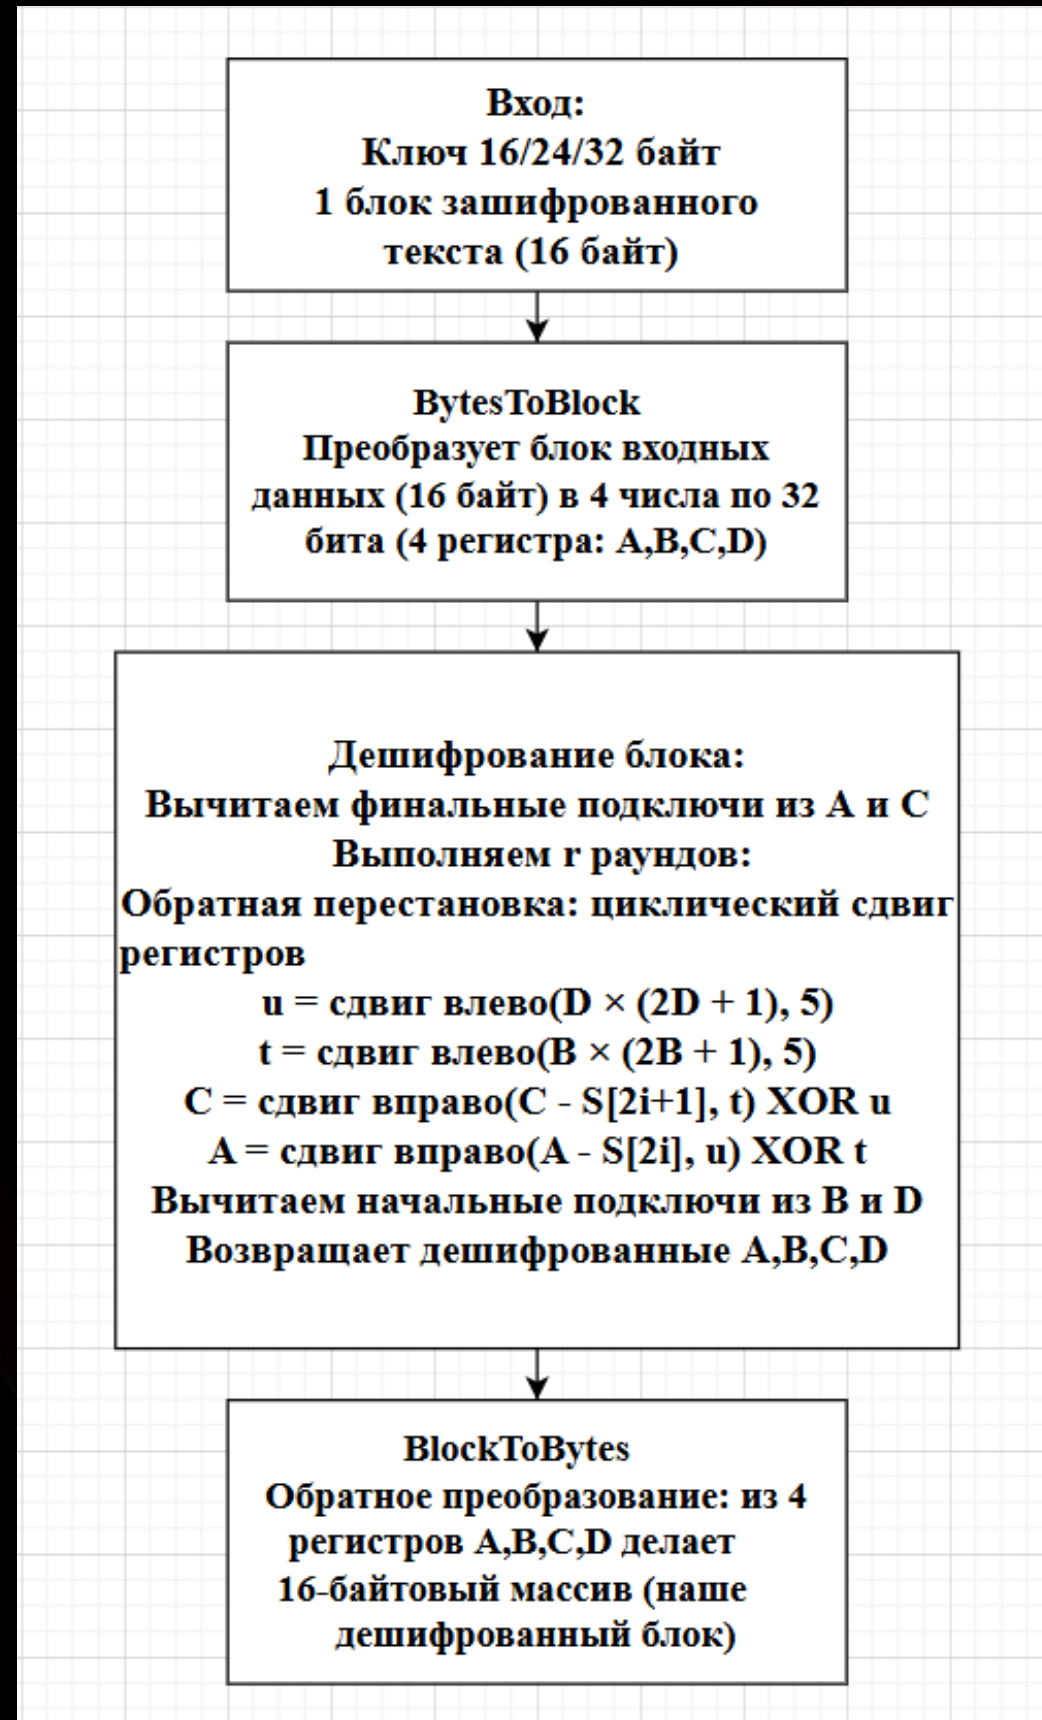 Вход:
Ключ 16/24/32 байт
1 блок зашифрованного
текста (16 байт)
BytesToBlock
Преобразует блок входных
данных (16 байт) в 4 числа по 32
бита (4 регистра: A,B,C,D)
Дешифрование блока:
Вычитаем финальные подключи из A и C
Выполняем r раундов:
Обратная перестановка: циклический сдвиг
регистров
u = сдвиг влево(D × (2D + 1), 5)
t = сдвиг влево(B × (2B + 1), 5)
C = сдвиг вправо(C - S[2i+1], t) XOR u
A = сдвиг вправо(A - S[2i], u) XOR t
Вычитаем начальные подключи из B и D
Возвращает дешифрованные A,B,C,D
BlockToBytes
Обратное преобразование: из 4
регистров A,B,C,D делает
16-байтовый массив (наше
дешифрованный блок)